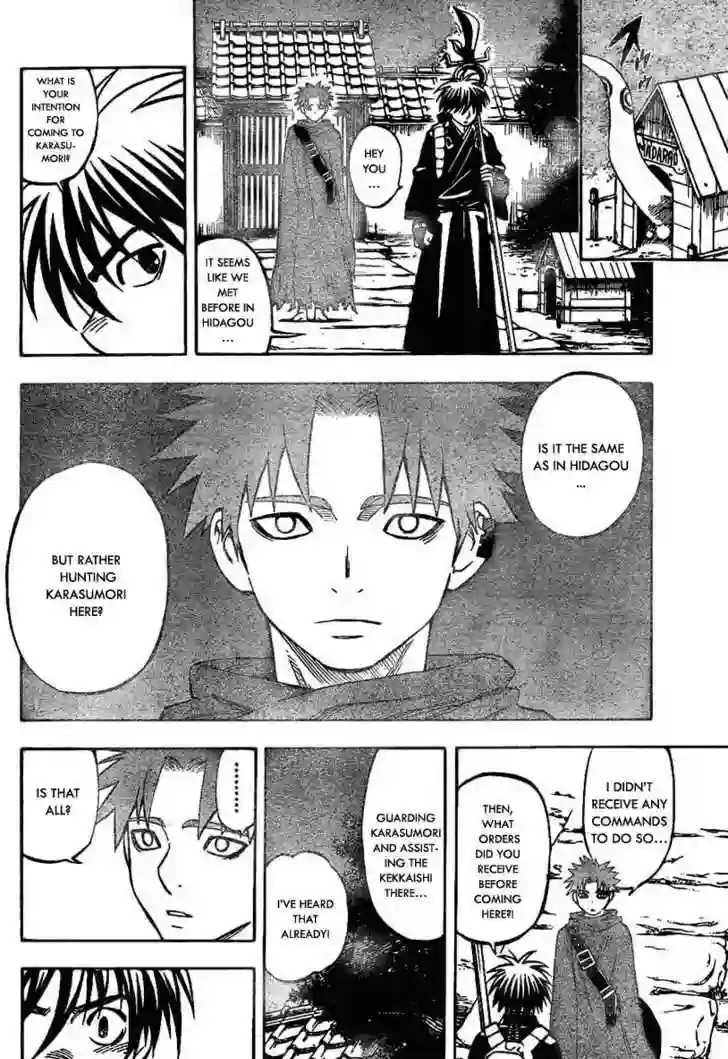 MADARAO
HEY
YOU
...
IT SEEMS
LIKE WE
MET
BEFORE IN
HIDAGOU
...
WHAT IS
YOUR
INTENTION
FOR
COMING TO
KARASU-
MORI?
IS IT THE SAME
AS IN HIDAGOU
...
BUT RATHER
HUNTING
KARASUMORI
HERE?
I DIDN'T
RECEIVE ANY
COMMANDS
TO DO SO...
THEN,
WHAT
ORDERS
DID YOU
RECEIVE
BEFORE
COMING
HERE?!
GUARDING
KARASUMORI
AND ASSIST-
ING THE
KEKKAISHI
THERE...
I'VE HEARD
THAT
ALREADY!
.........
IS THAT
ALL?